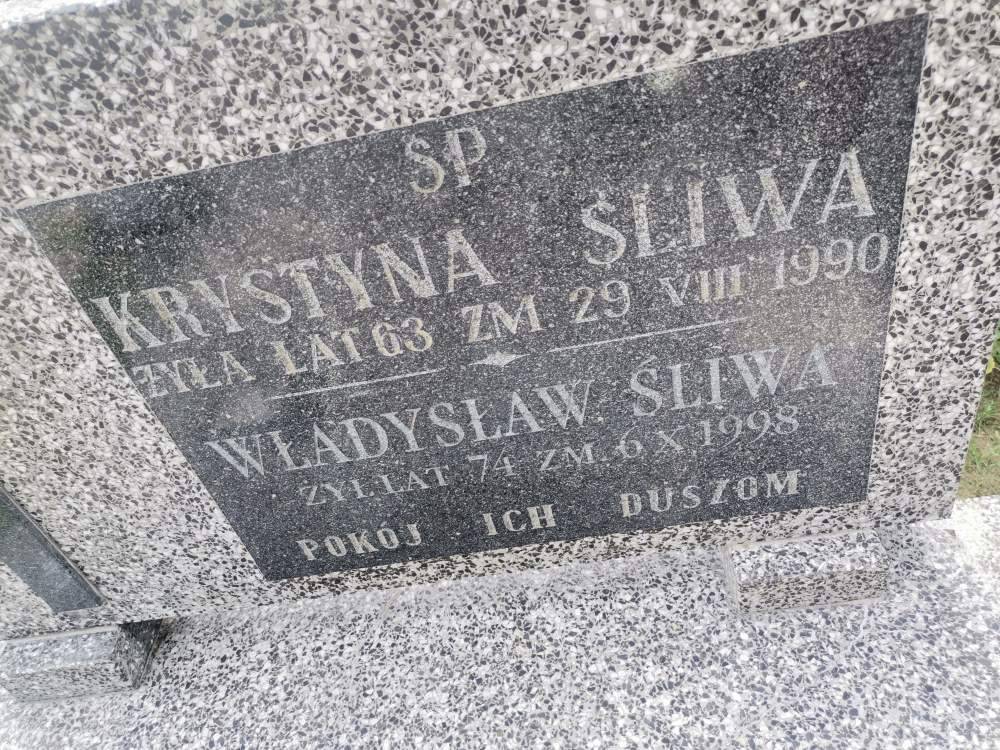 ŚP
KRYSTYNA ŚLIWA
ŻYŁA LAT 63 ZM. 29 VIII 1990
WŁADYSŁAW ŚLIWA
ŻYŁ LAT 74 ZM. 6 X 1998
POKÓJ ICH DUSZOM